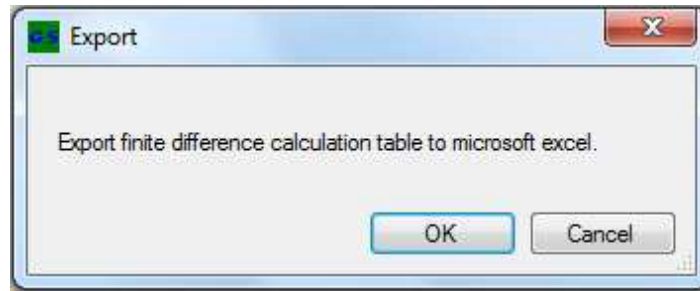 GS Export
Export finite difference calculation table to microsoft excel.
OK Cancel